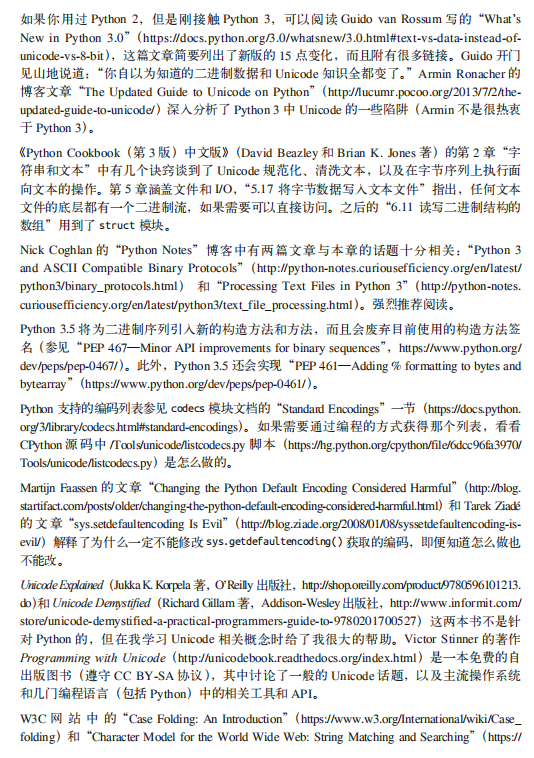 如果你用过 Python 2，但是刚接触 Python 3，可以阅读 Guido van Rossum 写的“What’s
New in Python 3.0”（https://docs.python.org/3.0/whatsnew/3.0.html#text-vs-data-instead-of-
unicode-vs-8-bit），这篇文章简要列出了新版的 15 点变化，而且附有很多链接。Guido 开门
见山地说道：“你自以为知道的二进制数据和 Unicode 知识全都变了。”Armin Ronacher 的
博客文章“The Updated Guide to Unicode on Python”（http://lucumr.pocoo.org/2013/7/2/the-
updated-guide-to-unicode/）深入分析了 Python 3 中 Unicode 的一些陷阱（Armin 不是很热衷
于 Python 3）。
《Python Cookbook（第 3 版）中文版》（David Beazley 和 Brian K. Jones 著）的第 2 章“字
符串和文本”中有几个诀窍谈到了 Unicode 规范化、清洗文本，以及在字节序列上执行面
向文本的操作。第 5 章涵盖文件和 I/O，“5.17 将字节数据写入文本文件”指出，任何文本
文件的底层都有一个二进制流，如果需要可以直接访问。之后的“6.11 读写二进制结构的
数组”用到了 struct 模块。
Nick Coghlan 的“Python Notes”博客中有两篇文章与本章的话题十分相关：“Python 3
and ASCII Compatible Binary Protocols”（http://python-notes.curiousefficiency.org/en/latest/
python3/binary_protocols.html） 和“Processing Text Files in Python 3”（http://python-notes.
curiousefficiency.org/en/latest/python3/text_file_processing.html）。强烈推荐阅读。
Python 3.5 将为二进制序列引入新的构造方法和方法，而且会废弃目前使用的构造方法签
名（参见“PEP 467—Minor API improvements for binary sequences”，https://www.python.org/
dev/peps/pep-0467/）。此外，Python 3.5 还会实现“PEP 461—Adding % formatting to bytes and
bytearray”（https://www.python.org/dev/peps/pep-0461/）。
Python 支持的编码列表参见 codecs 模块文档的“Standard Encodings”一节（https://docs.python.
org/3/library/codecs.html#standard-encodings）。如果需要通过编程的方式获得那个列表，看看
CPython 源码中 /Tools/unicode/listcodecs.py 脚本（https://hg.python.org/cpython/file/6dcc96fa3970/
Tools/unicode/listcodecs.py）是怎么做的。
Martijn Faassen 的文章“Changing the Python Default Encoding Considered Harmful”（http://blog.
startifact.com/posts/older/changing-the-python-default-encoding-considered-harmful.html）和 Tarek Ziadé
的文章“sys.setdefaultencoding Is Evil”（http://blog.ziade.org/2008/01/08/syssetdefaultencoding-is-
evil/）解释了为什么一定不能修改 sys.getdefaultencoding() 获取的编码，即便知道怎么做也
不能改。
Unicode Explained（Jukka K. Korpela 著，O’Reilly 出版社，http://shop.oreilly.com/product/9780596101213.
do)和 Unicode Demystified（Richard Gillam 著，Addison-Wesley 出版社，http://www.informit.com/
store/unicode-demystified-a-practical-programmers-guide-to-9780201700527）这两本书不是针
对 Python 的，但在我学习 Unicode 相关概念时给了我很大的帮助。Victor Stinner 的著作
Programming with Unicode（http://unicodebook.readthedocs.org/index.html）是一本免费的自
出版图书（遵守 CC BY-SA 协议），其中讨论了一般的 Unicode 话题，以及主流操作系统
和几门编程语言（包括 Python）中的相关工具和 API。
W3C 网站中的“Case Folding: An Introduction”（https://www.w3.org/International/wiki/Case_
folding）和“Character Model for the World Wide Web: String Matching and Searching”（https://